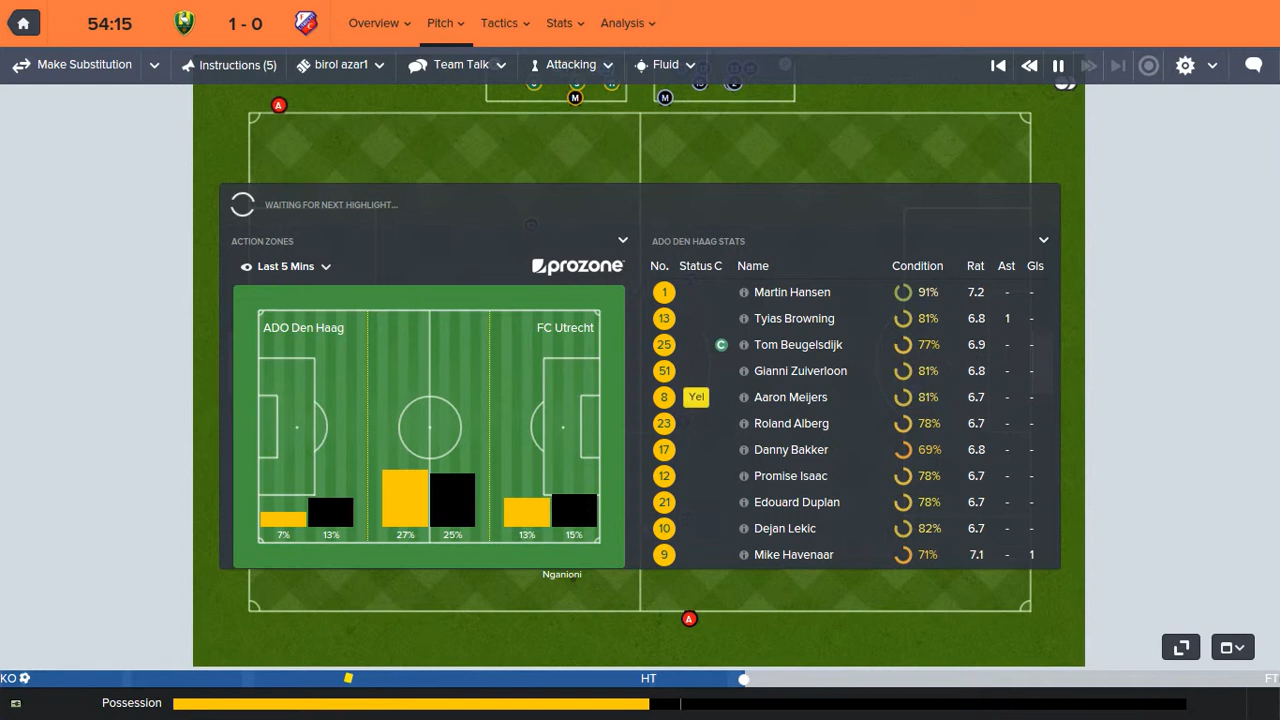 54:15 1 - 0 Overview Pitch Tactics Stats Analysis
Make Substitution Instructions (5) birol azar1 Team Talk Attacking Fluid
M M
A
WAITING FOR NEXT HIGHLIGHT...
ACTION ZONES ADO DEN HAAG STATS
Last 5 Mins prozone No. Status C Name Condition Rat Ast Gls
1 Martin Hansen 91% 7.2 - -
ADO Den Haag FC Utrecht 13 Tyias Browning 81% 6.8 1 -
25 C Tom Beugelsdijk 77% 6.9 - -
51 Gianni Zuiverloon 81% 6.8 - -
8 Yel Aaron Meijers 81% 6.7 - -
23 Roland Alberg 78% 6.7 - -
17 Danny Bakker 69% 6.8 - -
12 Promise Isaac 78% 6.7 - -
21 Edouard Duplan 78% 6.7 - -
7% 13% 27% 25% 13% 15% 10 Dejan Lekic 82% 6.7 - -
9 Mike Havenaar 71% 7.1 - 1
Nganioni
A
KO HT FT
Possession